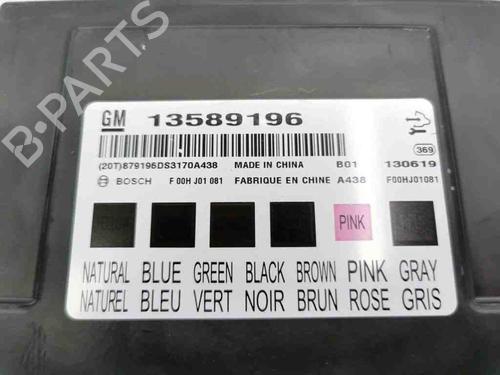 GM 13589196
(20T)879196DS3170A438 MADE IN CHINA B01 130619
369
BOSCH F 00H J01 081 FABRIQUE EN CHINE A438 F00HJ01081
PINK
NATURAL BLUE GREEN BLACK BROWN PINK GRAY
NATUREL BLEU VERT NOIR BRUN ROSE GRIS
B-PARTS